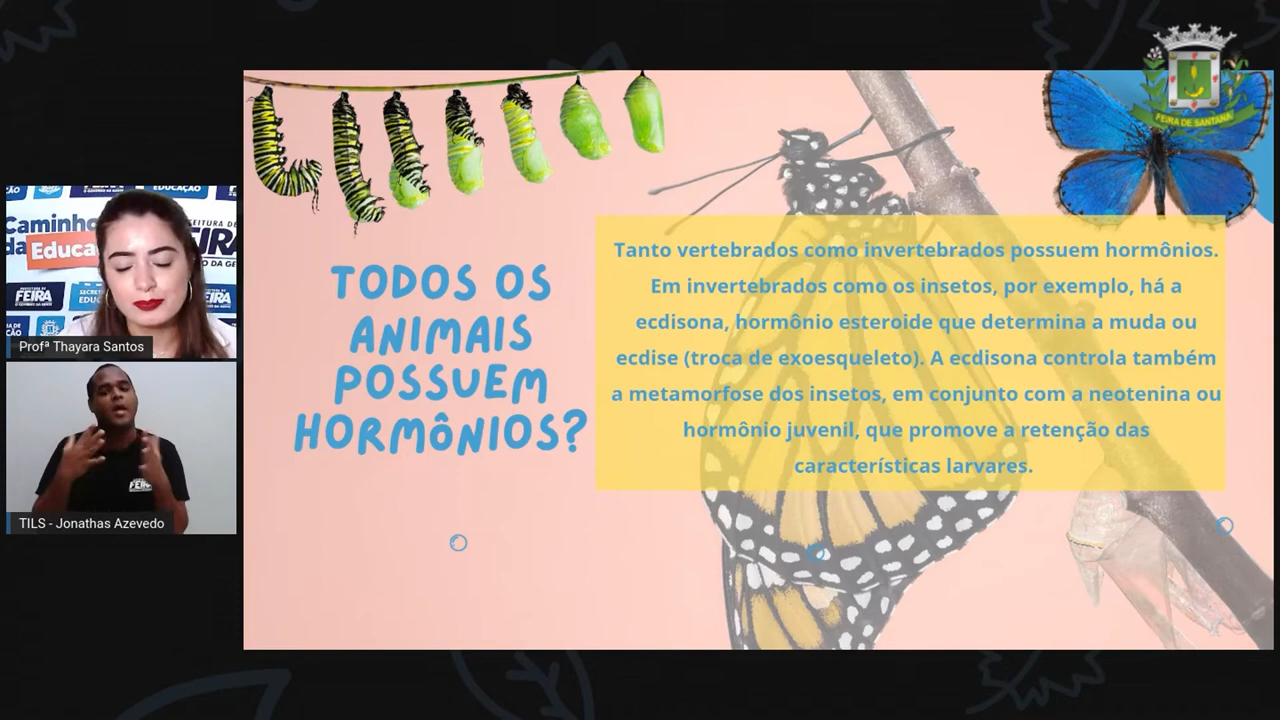 FEIRA DE SANTANA
TODOS OS
ANIMAIS
POSSUEM
HORMÔNIOS?
Tanto vertebrados como invertebrados possuem hormônios.
Em invertebrados como os insetos, por exemplo, há a
ecdisona, hormônio esteroide que determina a muda ou
ecdise (troca de exoesqueleto). A ecdisona controla também
a metamorfose dos insetos, em conjunto com a neotenina ou
hormônio juvenil, que promove a retenção das
características larvares.
EDUCAÇÃO
Caminho
da Educa
FEIRA
Profª Thayara Santos
FEIRA
TILS - Jonathas Azevedo